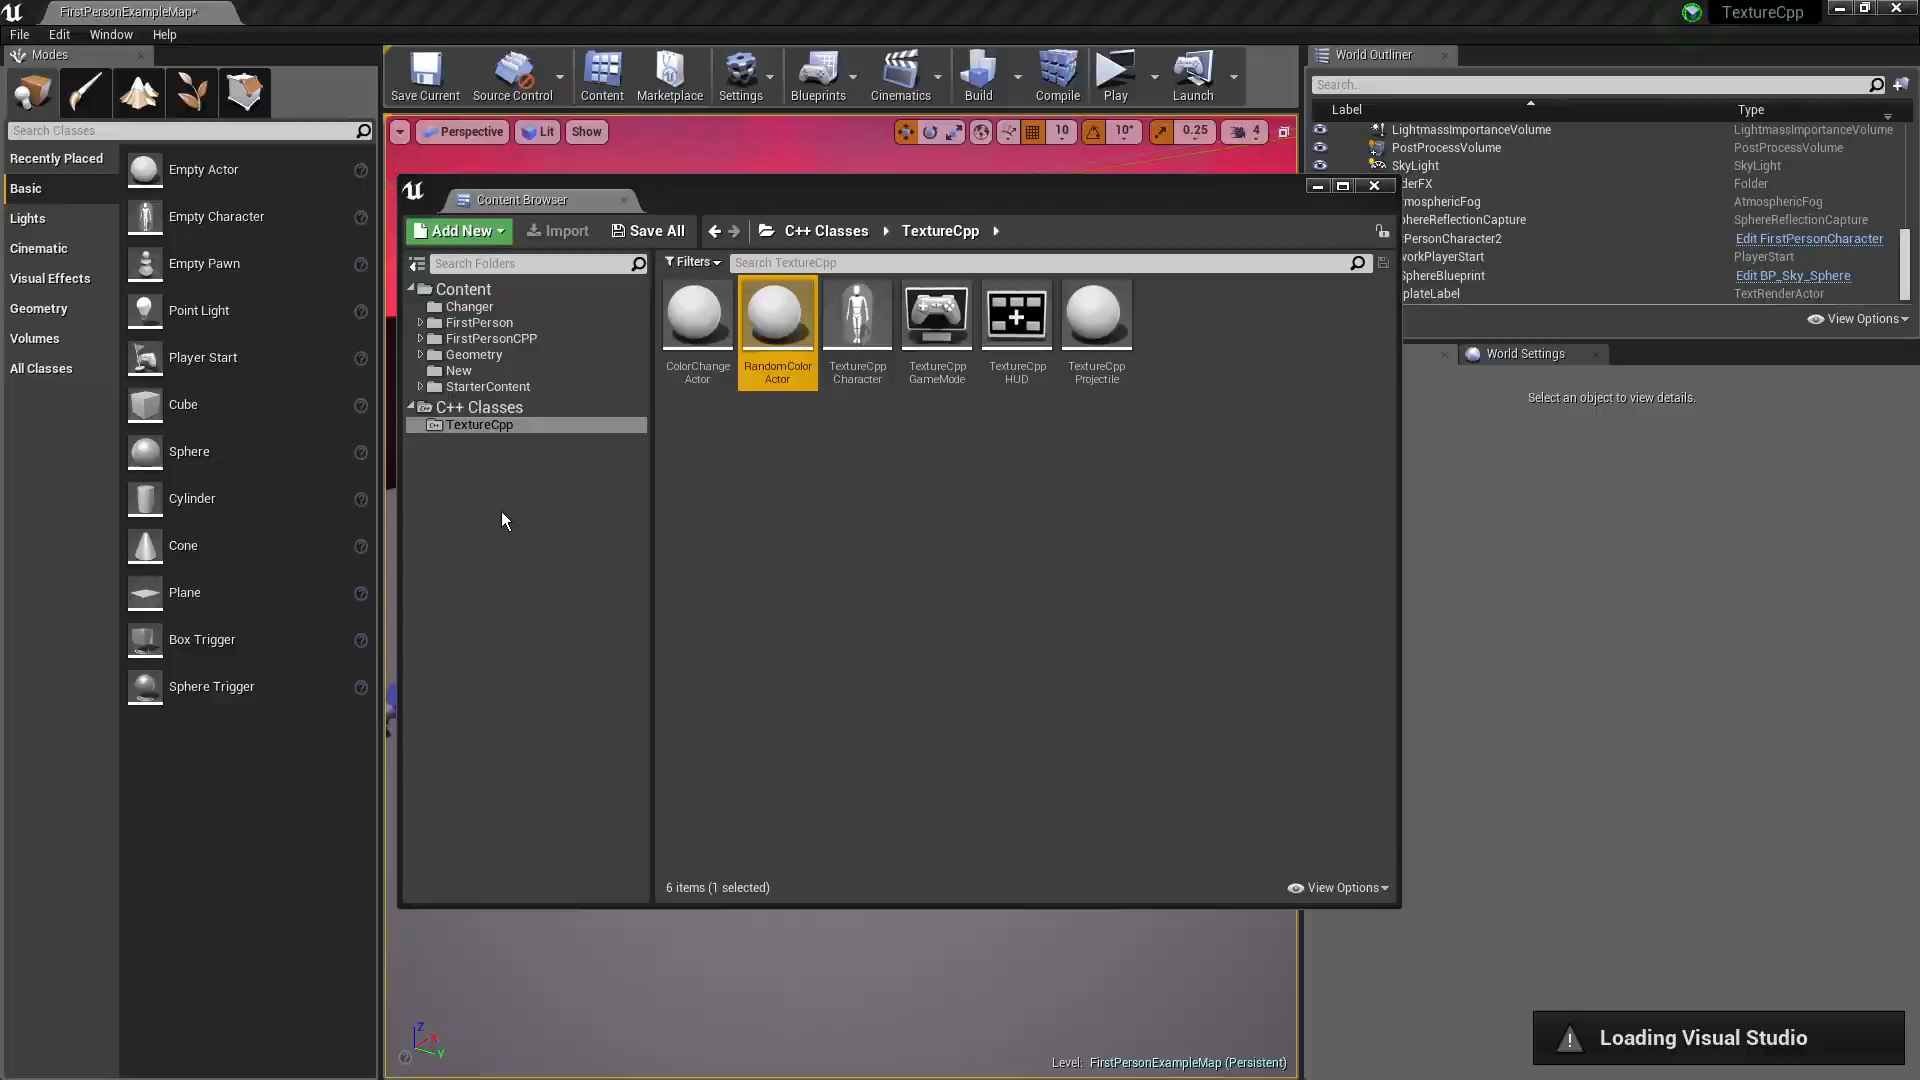 FirstPersonExampleMap*
TextureCpp
File Edit Window Help
Modes
Search Classes
Recently Placed
Basic
Lights
Cinematic
Visual Effects
Geometry
Volumes
All Classes
Empty Actor
Empty Character
Empty Pawn
Point Light
Player Start
Cube
Sphere
Cylinder
Cone
Plane
Box Trigger
Sphere Trigger
Save Current
Source Control
Content
Marketplace
Settings
Blueprints
Cinematics
Build
Compile
Play
Launch
Perspective Lit Show 10 10° 0.25 4
Content Browser
Add New Import Save All C++ Classes TextureCpp
Search Folders
Filters
Search TextureCpp
Content
Changer
FirstPerson
FirstPersonCPP
Geometry
New
StarterContent
C++ Classes
TextureCpp
ColorChange
Actor
RandomColor
Actor
TextureCpp
Character
TextureCpp
GameMode
TextureCpp
HUD
TextureCpp
Projectile
6 items (1 selected)
View Options
Level: FirstPersonExampleMap (Persistent)
Z
X
Y
World Outliner
Search..
Label Type
LightmassImportanceVolume LightmassImportanceVolume
PostProcessVolume PostProcessVolume
SkyLight SkyLight
derFX Folder
tmosphericFog AtmosphericFog
phereReflectionCapture SphereReflectionCapture
tPersonCharacter2 Edit FirstPersonCharacter
workPlayerStart PlayerStart
SphereBlueprint Edit BP_Sky_Sphere
plateLabel TextRenderActor
View Options
World Settings
Select an object to view details.
Loading Visual Studio